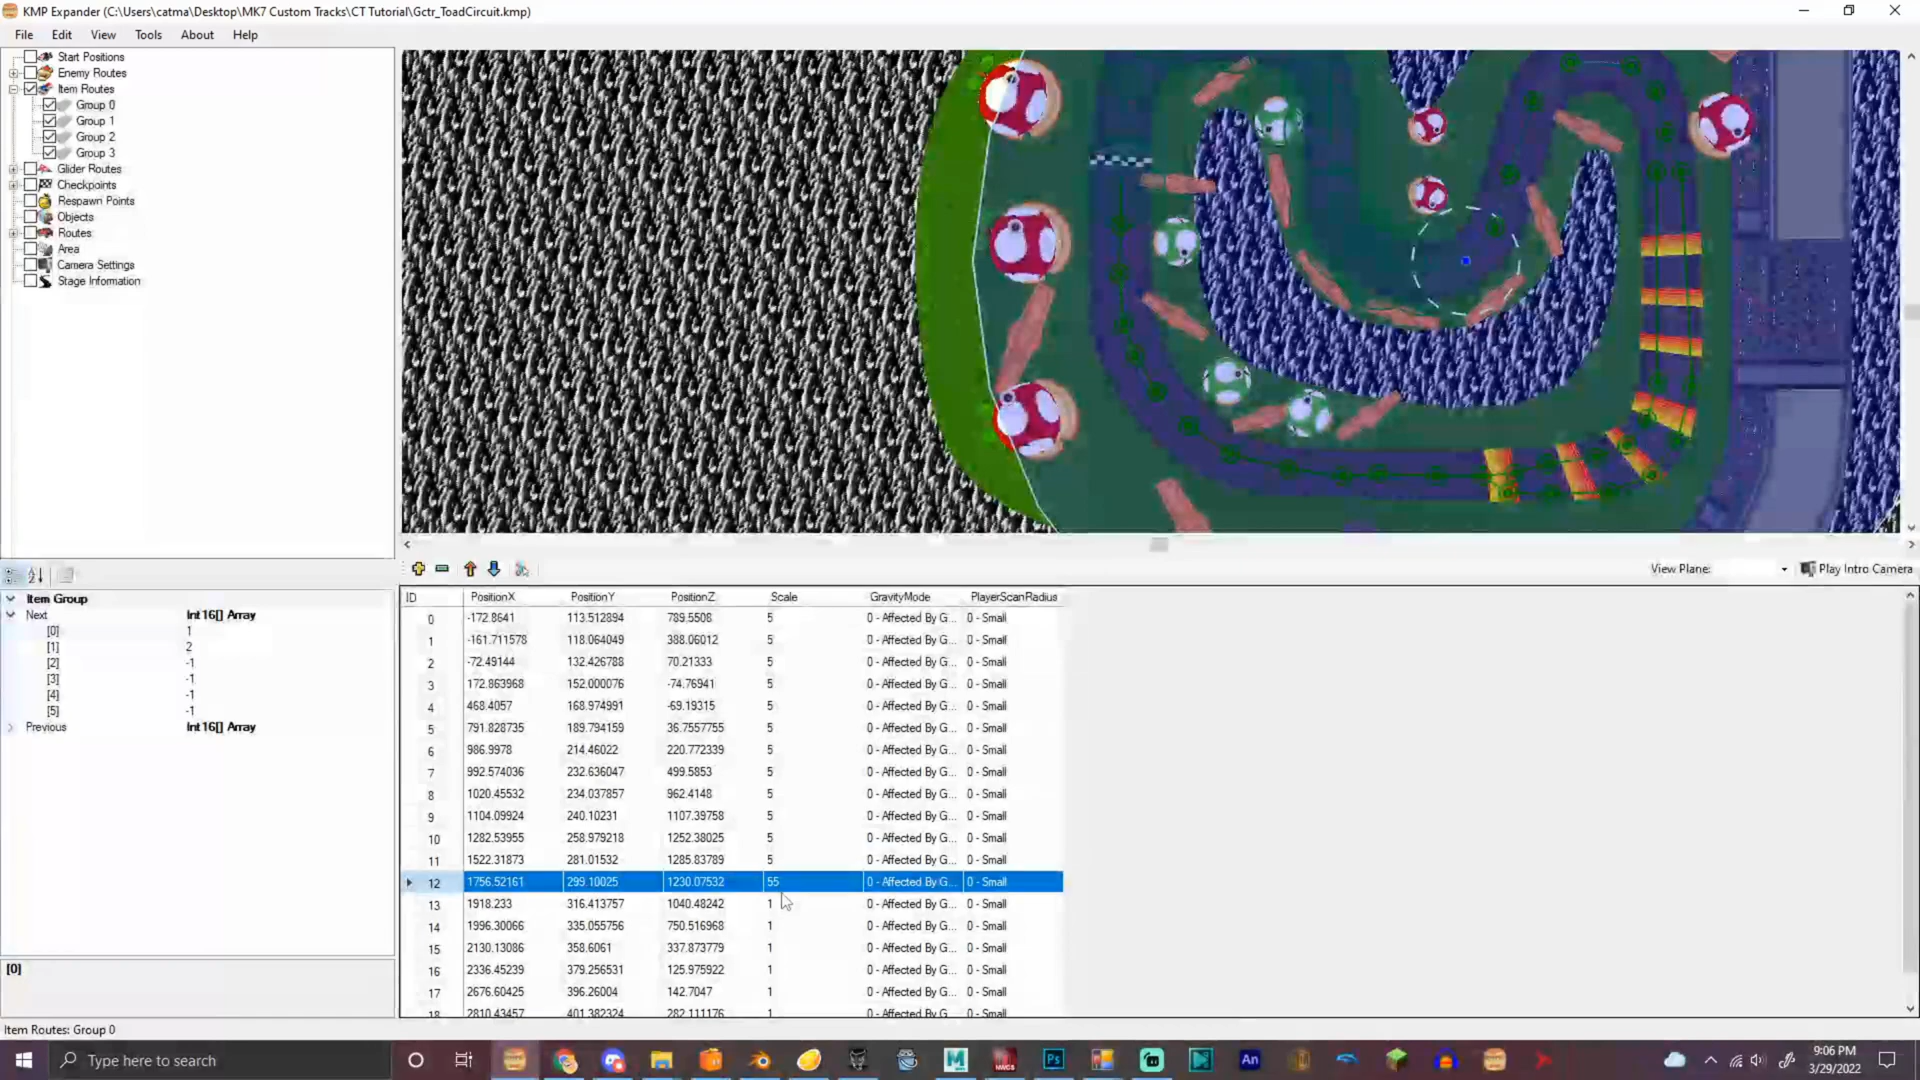 KMP Expander (C:\Users\catma\Desktop\MK7 Custom Tracks\CT Tutorial\Gctr_ToadCircuit.kmp)
File Edit View Tools About Help
Start Positions
Enemy Routes
Item Routes
Group 0
Group 1
Group 2
Group 3
Glider Routes
Checkpoints
Respawn Points
Objects
Routes
Area
Camera Settings
Stage Information
View Plane: Play Intro Camera
Item Group
Next Int16[] Array
[0] 1
[1] 2
[2] -1
[3] -1
[4] -1
[5] -1
Previous Int16[] Array
[0]
ID PositionX PositionY PositionZ Scale GravityMode PlayerScanRadius
0 -172.8641 113.512894 789.5508 5 0 - Affected By G... 0 - Small
1 -161.711578 118.064049 388.06012 5 0 - Affected By G... 0 - Small
2 -72.49144 132.426788 70.21333 5 0 - Affected By G... 0 - Small
3 172.863968 152.000076 -74.76941 5 0 - Affected By G... 0 - Small
4 468.4057 168.974991 -69.19315 5 0 - Affected By G... 0 - Small
5 791.828735 189.794159 36.7557755 5 0 - Affected By G... 0 - Small
6 986.9978 214.46022 220.772339 5 0 - Affected By G... 0 - Small
7 992.574036 232.636047 499.5853 5 0 - Affected By G... 0 - Small
8 1020.45532 234.037857 962.4148 5 0 - Affected By G... 0 - Small
9 1104.09924 240.10231 1107.39758 5 0 - Affected By G... 0 - Small
10 1282.53955 258.979218 1252.38025 5 0 - Affected By G... 0 - Small
11 1522.31873 281.01532 1285.83789 5 0 - Affected By G... 0 - Small
12 1756.52161 299.10025 1230.07532 55 0 - Affected By G... 0 - Small
13 1918.233 316.413757 1040.48242 1 0 - Affected By G... 0 - Small
14 1996.30066 335.055756 750.516968 1 0 - Affected By G... 0 - Small
15 2130.13086 358.6061 337.873779 1 0 - Affected By G... 0 - Small
16 2336.45239 379.256531 125.975922 1 0 - Affected By G... 0 - Small
17 2676.60425 396.26004 142.7047 1 0 - Affected By G... 0 - Small
18 2810.43457 401.382324 282.111176 1 0 - Affected By G... 0 - Small
Item Routes: Group 0
Type here to search
9:06 PM
3/29/2022